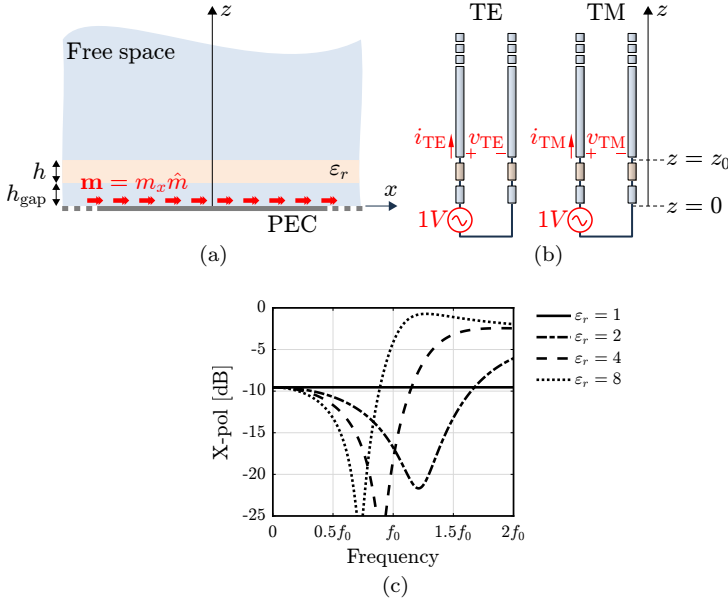 z
Free space
h
ε_r
h_gap
m = m_x m̂
x
PEC
(a)
TE
TM
z
i_TE
v_TE
+
−
i_TM
v_TM
+
−
z = z_0
1V
1V
z = 0
(b)
X-pol [dB]
0
-5
-10
-15
-20
-25
0
0.5f_0
f_0
1.5f_0
2f_0
Frequency
ε_r = 1
ε_r = 2
ε_r = 4
ε_r = 8
(c)